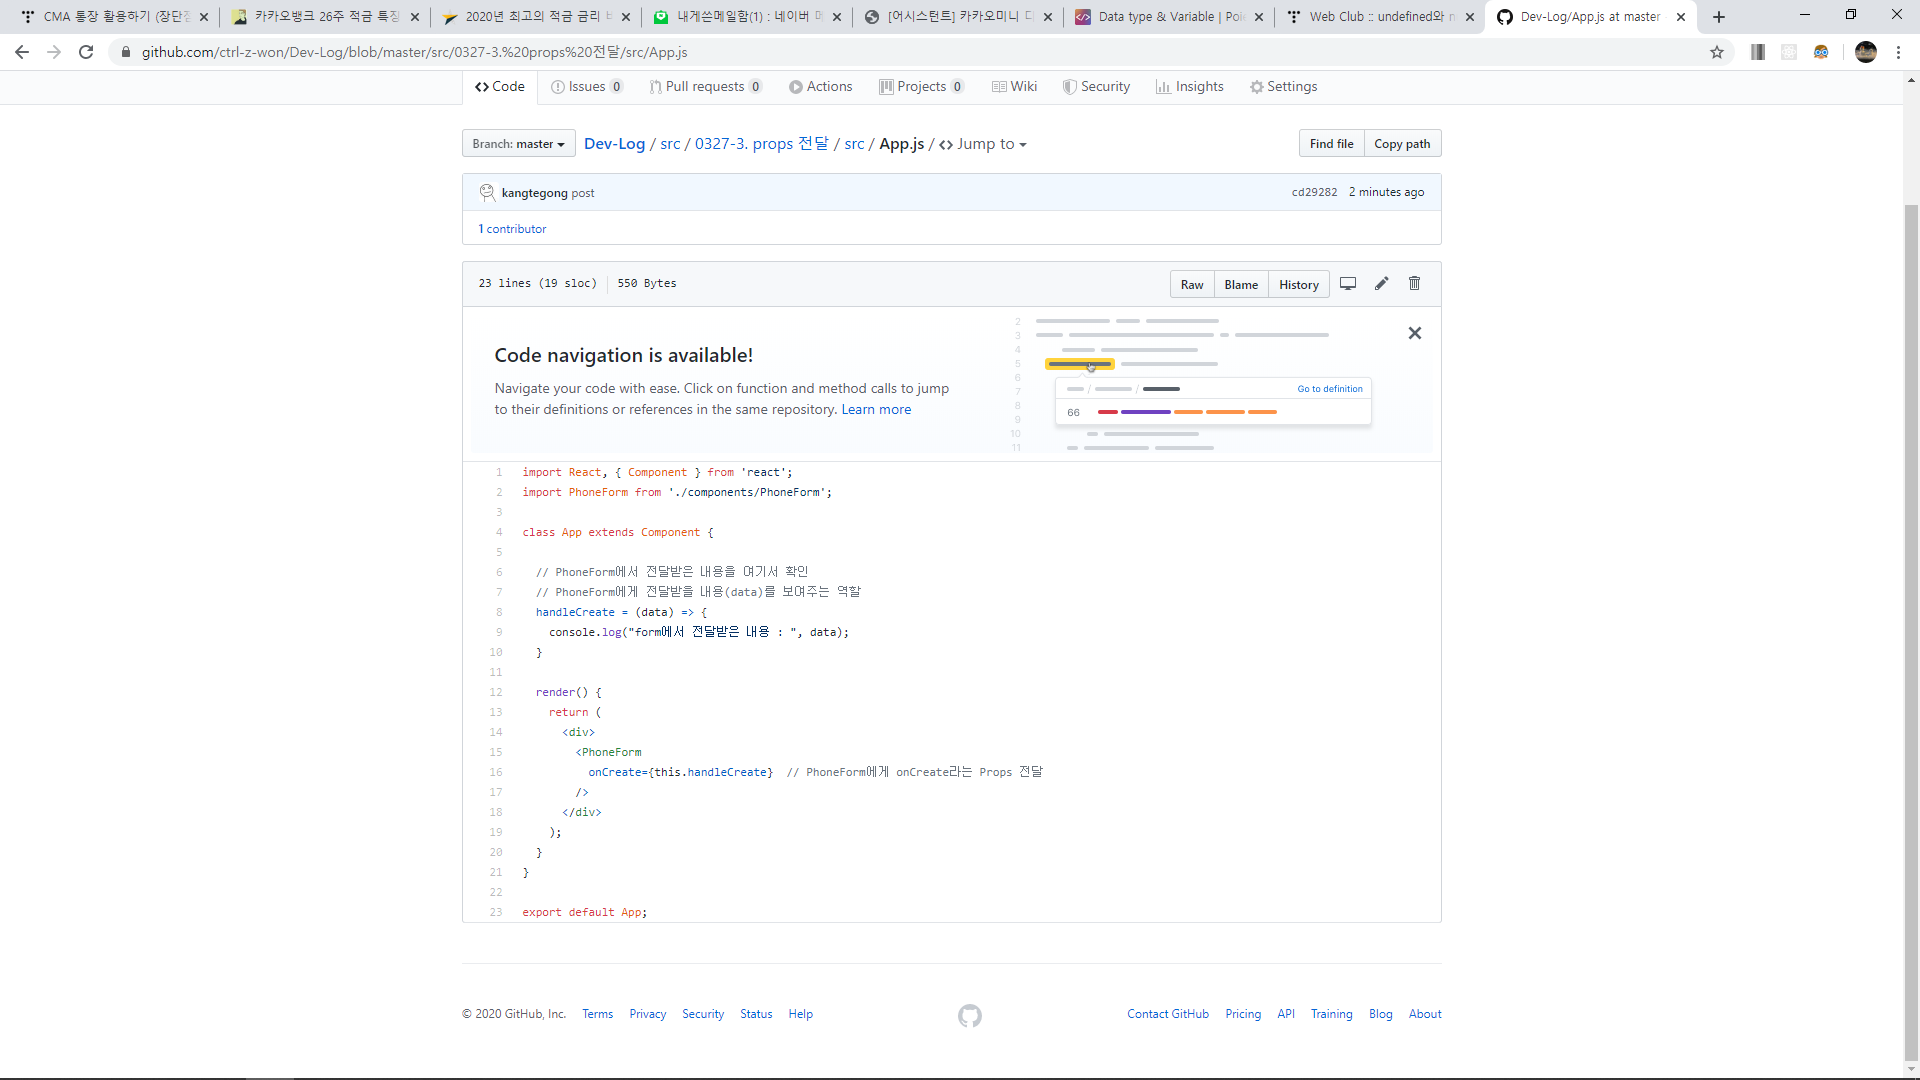 CMA 통장 활용하기 (장단점
카카오뱅크 26주 적금 특징
2020년 최고의 적금 금리 비
내게쓴메일함(1) : 네이버 메
[어시스턴트] 카카오미니 디
Data type & Variable | Poi
Web Club :: undefined와 n
Dev-Log/App.js at master
github.com/ctrl-z-won/Dev-Log/blob/master/src/0327-3.%20props%20전달/src/App.js
Code
Issues 0
Pull requests 0
Actions
Projects 0
Wiki
Security
Insights
Settings
Branch: master
Dev-Log / src / 0327-3. props 전달 / src / App.js / <> Jump to
Find file
Copy path
kangtegong post
cd29282 2 minutes ago
1 contributor
23 lines (19 sloc) 550 Bytes
Raw
Blame
History
Code navigation is available!
Navigate your code with ease. Click on function and method calls to jump
to their definitions or references in the same repository. Learn more
2
3
4
5
6
7
8
9
10
11
Go to definition
66
1 import React, { Component } from 'react';
2 import PhoneForm from './components/PhoneForm';
3
4 class App extends Component {
5
6 // PhoneForm에서 전달받은 내용을 여기서 확인
7 // PhoneForm에게 전달받을 내용(data)를 보여주는 역할
8 handleCreate = (data) => {
9 console.log("form에서 전달받은 내용 : ", data);
10 }
11
12 render() {
13 return (
14 <div>
15 <PhoneForm
16 onCreate={this.handleCreate} // PhoneForm에게 onCreate라는 Props 전달
17 />
18 </div>
19 );
20 }
21 }
22
23 export default App;
© 2020 GitHub, Inc. Terms Privacy Security Status Help
Contact GitHub Pricing API Training Blog About